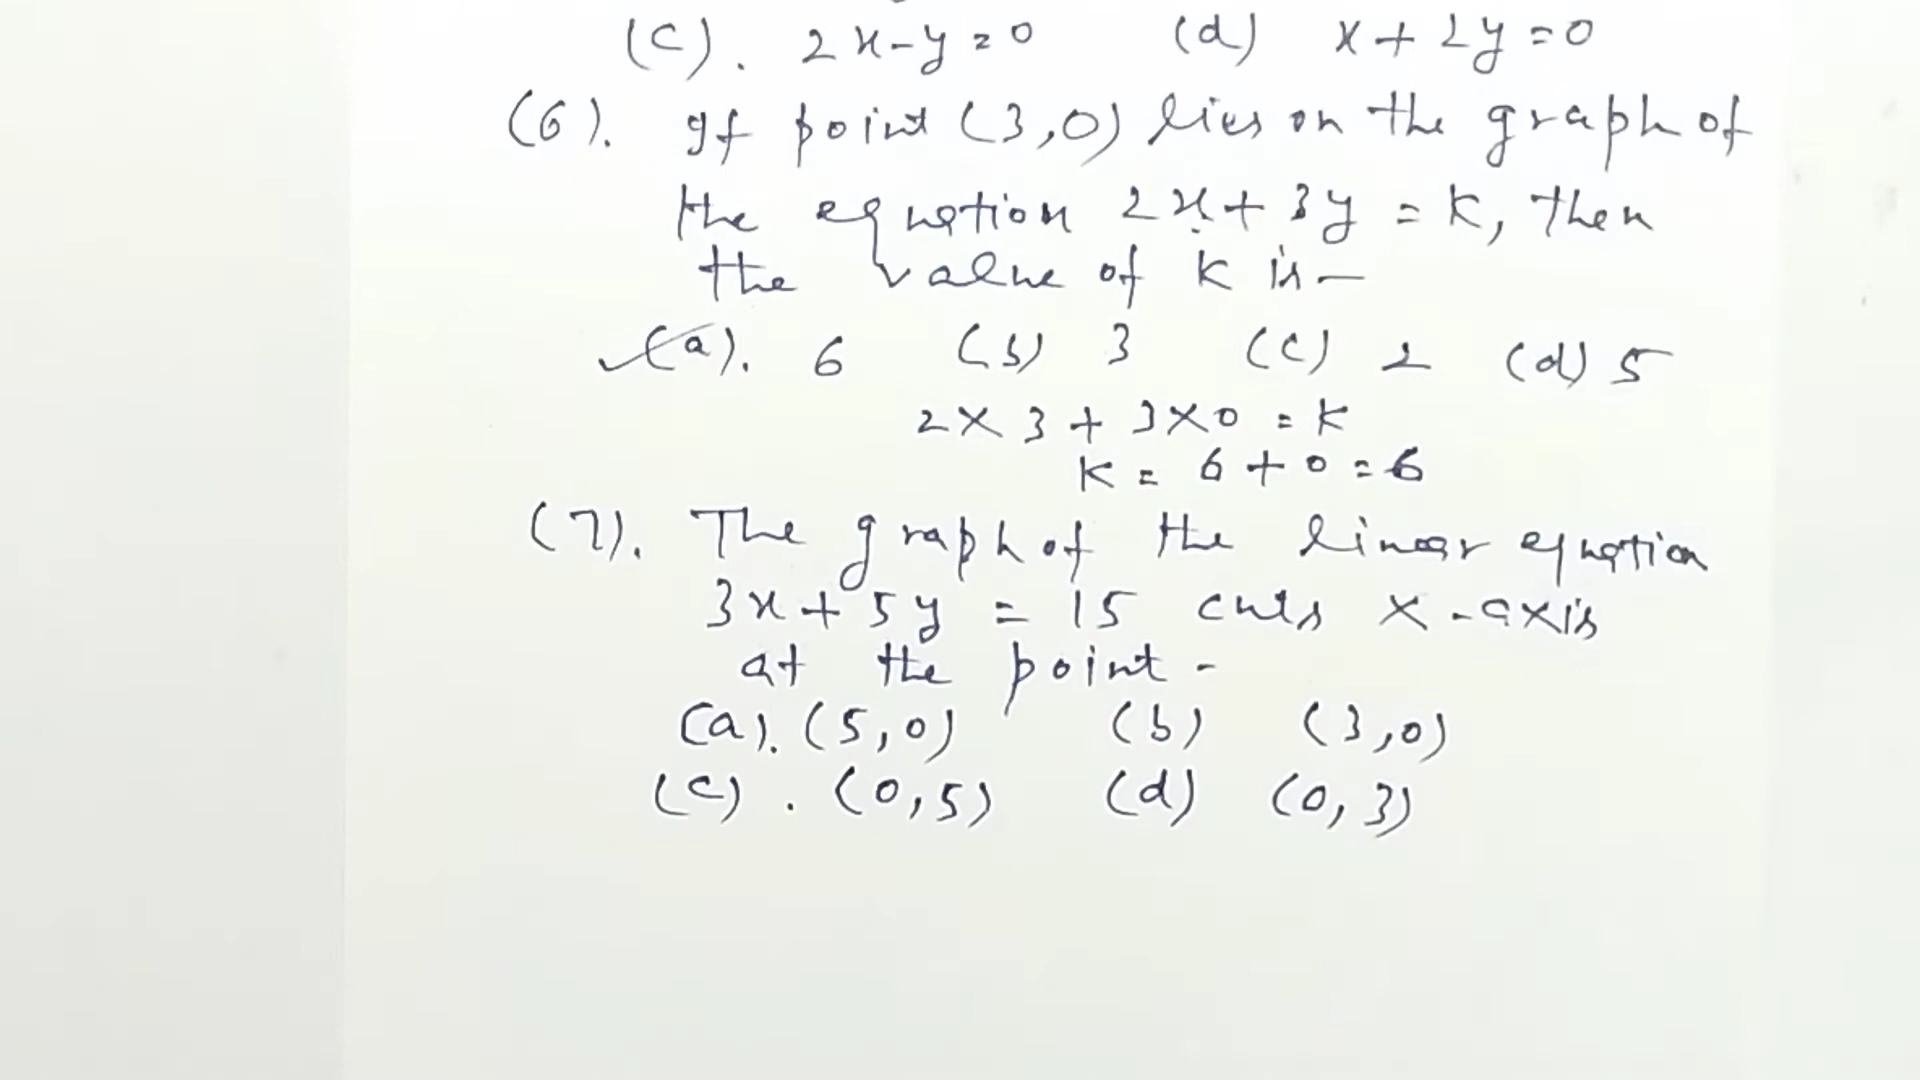 (C). 2x-y=0 (d) x+2y=0
(6). If point (3,0) lies on the graph of
the equation 2x+3y = K, then
the value of K is—
✓(a). 6 (b) 3 (c) 2 (d) 5
2×3+3×0 = K
K = 6+0 = 6
(7). The graph of the linear equation
3x+5y = 15 cuts X-axis
at the point-
(a). (5,0) (b) (3,0)
(c). (0,5) (d) (0,3)